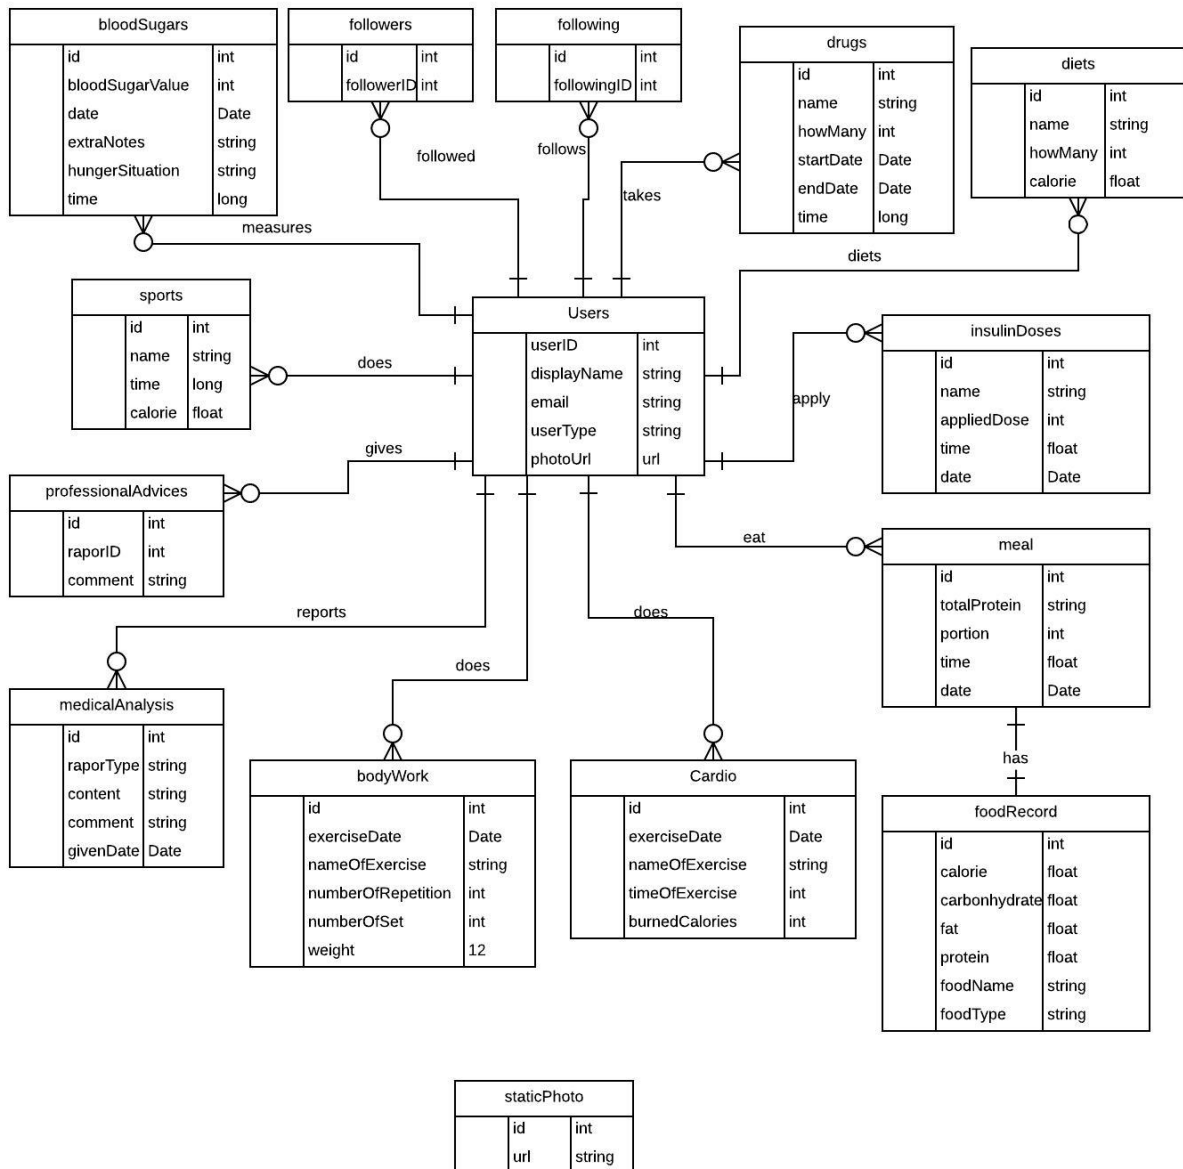 bloodSugars
id int
bloodSugarValue int
date Date
extraNotes string
hungerSituation string
time long
followers
id int
followerID int
following
id int
followingID int
drugs
id int
name string
howMany int
startDate Date
endDate Date
time long
diets
id int
name string
howMany int
calorie float
followed
follows
takes
measures
diets
sports
id int
name string
time long
calorie float
does
Users
userID int
displayName string
email string
userType string
photoUrl url
apply
insulinDoses
id int
name string
appliedDose int
time float
date Date
gives
professionalAdvices
id int
raporID int
comment string
eat
meal
id int
totalProtein string
portion int
time float
date Date
reports
does
does
medicalAnalysis
id int
raporType string
content string
comment string
givenDate Date
bodyWork
id int
exerciseDate Date
nameOfExercise string
numberOfRepetition int
numberOfSet int
weight 12
Cardio
id int
exerciseDate Date
nameOfExercise string
timeOfExercise int
burnedCalories int
has
foodRecord
id int
calorie float
carbonhydrate float
fat float
protein float
foodName string
foodType string
staticPhoto
id int
url string